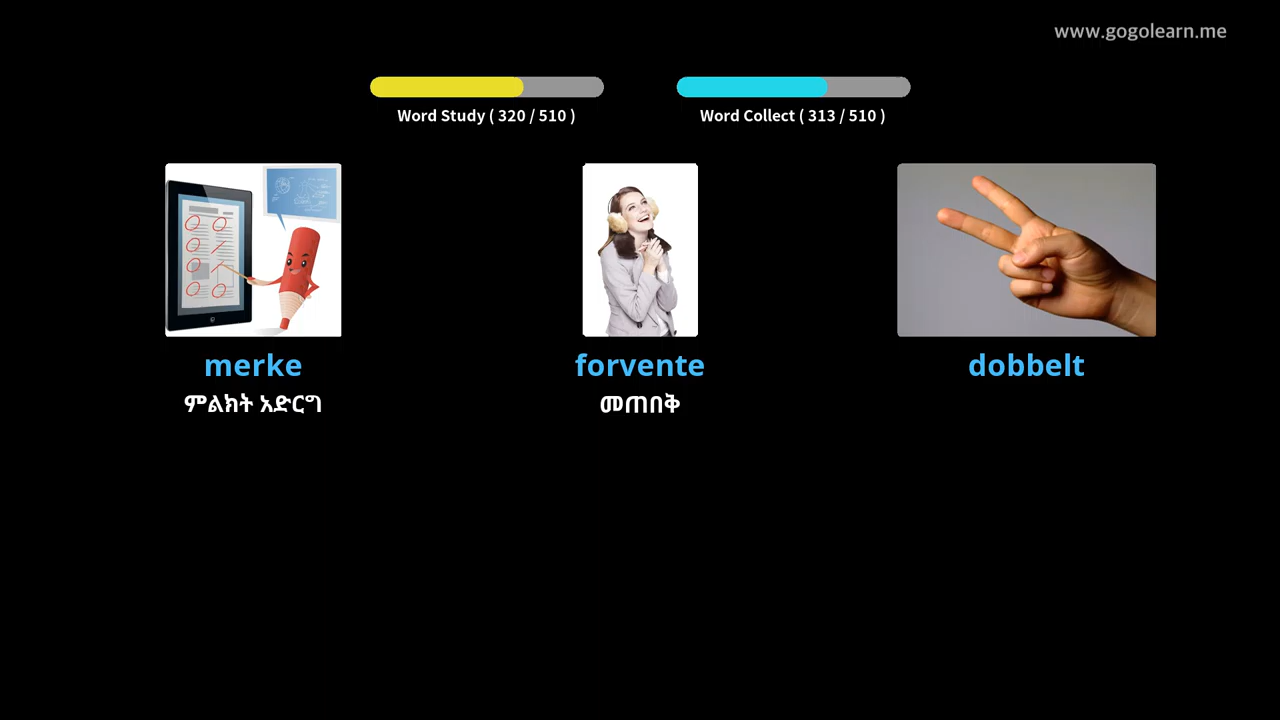 www.gogolearn.me
Word Study ( 320 / 510 )
Word Collect ( 313 / 510 )
merke
ምልክት አድርግ
forvente
መጠበቅ
dobbelt